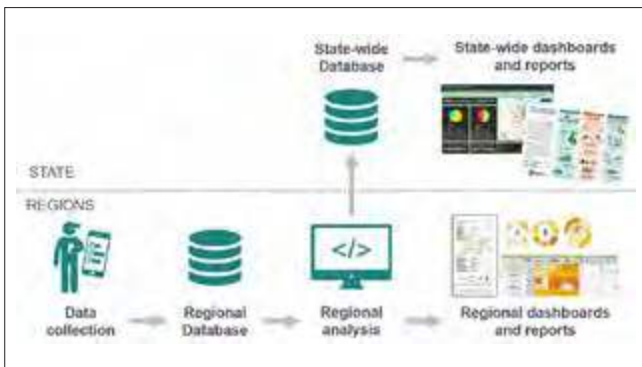 State-wide
Database
State-wide dashboards
and reports
STATE
REGIONS
</>
Data
collection
Regional
Database
Regional
analysis
Regional dashboards
and reports